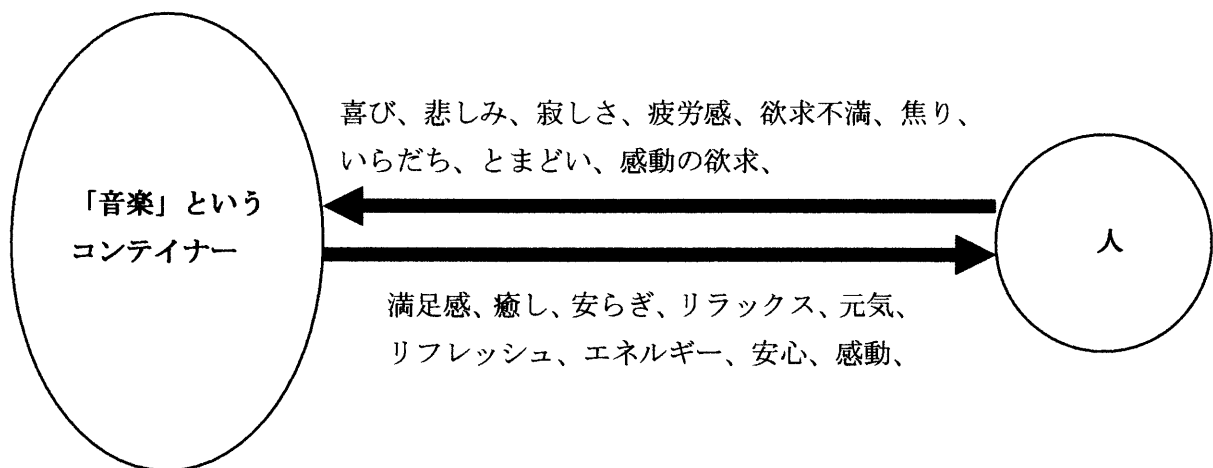 喜び、悲しみ、寂しさ、疲労感、欲求不満、焦り、
いらだち、とまどい、感動の欲求、
「音楽」という
コンテイナー
人
満足感、癒し、安らぎ、リラックス、元気、
リフレッシュ、エネルギー、安心、感動、